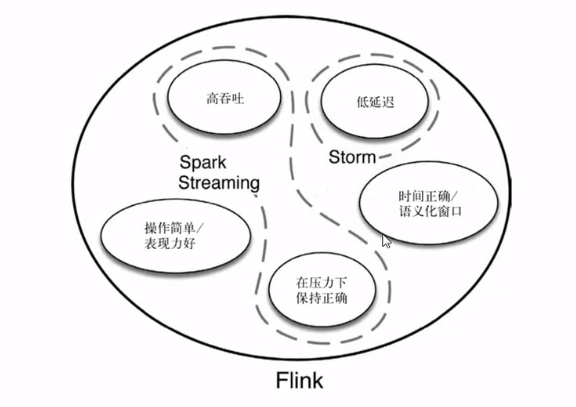 高吞吐
低延迟
Spark
Streaming
Storm
时间正确/
语义化窗口
操作简单/
表现力好
在压力下
保持正确
Flink